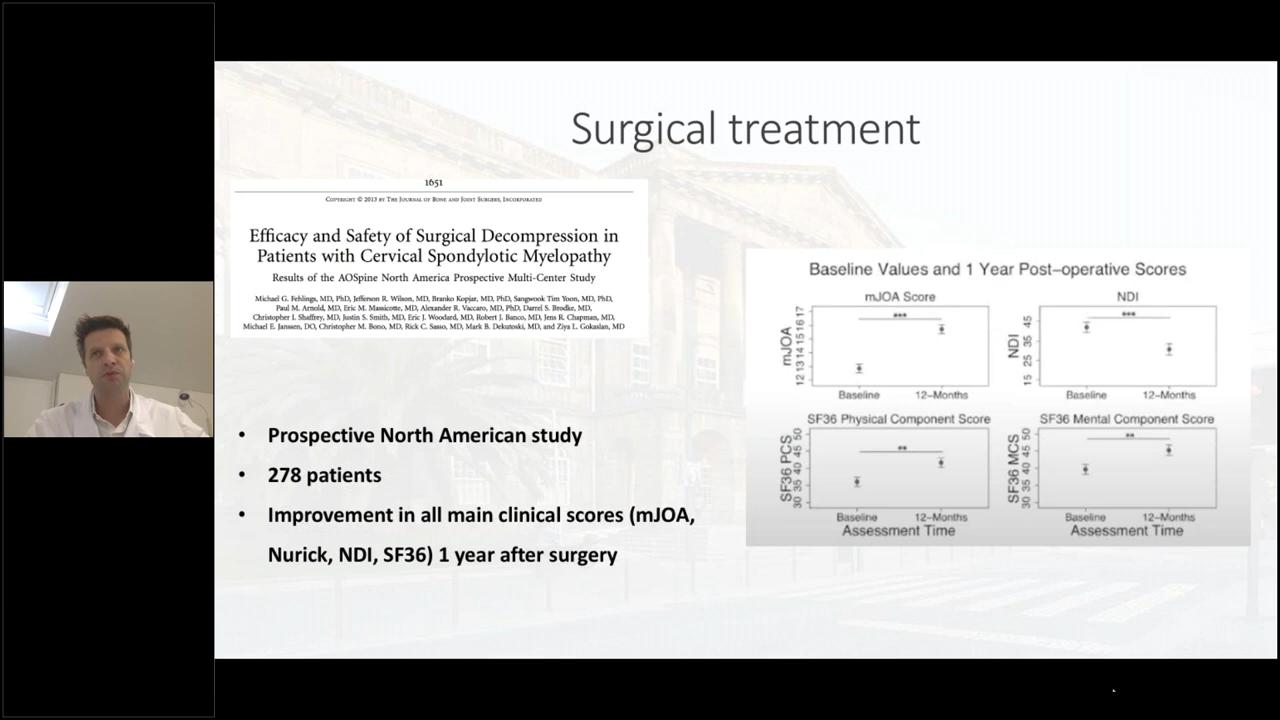 Surgical treatment
1651
COPYRIGHT © 2013 BY THE JOURNAL OF BONE AND JOINT SURGERY, INCORPORATED
Efficacy and Safety of Surgical Decompression in
Patients with Cervical Spondylotic Myelopathy
Results of the AOSpine North America Prospective Multi-Center Study
Michael G. Fehlings, MD, PhD, Jefferson R. Wilson, MD, Branko Kopjar, MD, PhD, Sangwook Tim Yoon, MD, PhD,
Paul M. Arnold, MD, Eric M. Massicotte, MD, Alexander R. Vaccaro, MD, PhD, Darrel S. Brodke, MD,
Christopher I. Shaffrey, MD, Justin S. Smith, MD, Eric J. Woodard, MD, Robert J. Banco, MD, Jens R. Chapman, MD,
Michael E. Janssen, DO, Christopher M. Bono, MD, Rick C. Sasso, MD, Mark B. Dekutoski, MD, and Ziya L. Gokaslan, MD
• Prospective North American study
• 278 patients
• Improvement in all main clinical scores (mJOA,
Nurick, NDI, SF36) 1 year after surgery
Baseline Values and 1 Year Post-operative Scores
mJOA Score
mJOA
12 13 14 15 16 17
***
Baseline 12-Months
NDI
NDI
15 25 35 45
***
Baseline 12-Months
SF36 Physical Component Score
SF36 PCS
30 35 40 45 50
**
Baseline 12-Months
Assessment Time
SF36 Mental Component Score
SF36 MCS
30 35 40 45 50
**
Baseline 12-Months
Assessment Time